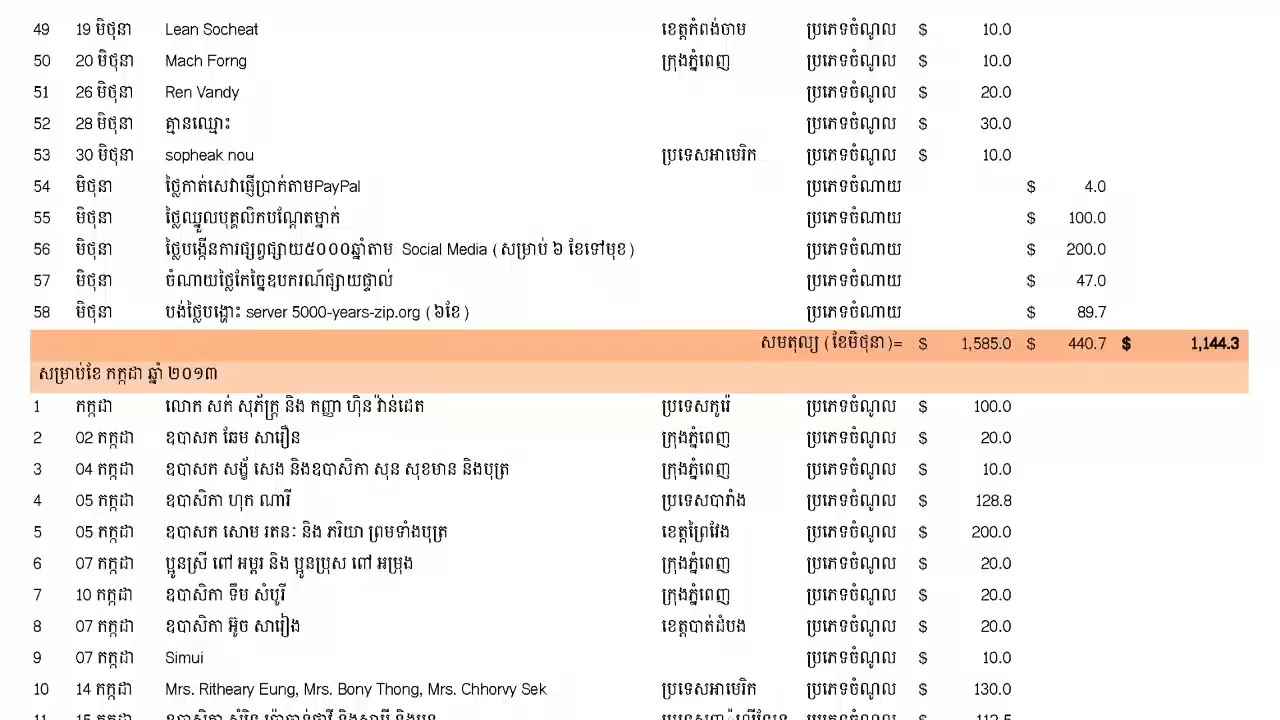 49 19 មិថុនា Lean Socheat ខេត្តកំពង់ចាម ប្រភេទចំណូល $ 10.0
50 20 មិថុនា Mach Forng ក្រុងភ្នំពេញ ប្រភេទចំណូល $ 10.0
51 26 មិថុនា Ren Vandy ប្រភេទចំណូល $ 20.0
52 28 មិថុនា គ្មានឈ្មោះ ប្រភេទចំណូល $ 30.0
53 30 មិថុនា sopheak nou ប្រទេសអាមេរិក ប្រភេទចំណូល $ 10.0
54 មិថុនា ថ្លៃកាត់សេវាផ្ញើប្រាក់តាមPayPal ប្រភេទចំណាយ $ 4.0
55 មិថុនា ថ្លៃឈ្នួលបុគ្គលិកបណ្តែតម្នាក់ ប្រភេទចំណាយ $ 100.0
56 មិថុនា ថ្លៃបង្កើនការផ្សព្វផ្សាយ៥០០០ឆ្នាំតាម Social Media (សម្រាប់ ៦ ខែទៅមុខ) ប្រភេទចំណាយ $ 200.0
57 មិថុនា ចំណាយថ្លៃកែច្នៃឧបករណ៍ផ្សាយផ្ទាល់ ប្រភេទចំណាយ $ 47.0
58 មិថុនា បង់ថ្លៃបង្ហោះ server 5000-years-zip.org (៦ខែ) ប្រភេទចំណាយ $ 89.7
សមតុល្យ (ខែមិថុនា)= $ 1,585.0 $ 440.7 $ 1,144.3
សម្រាប់ខែ កក្កដា ឆ្នាំ ២០១៣
1 កក្កដា លោក សក់ សុភ័ក្ត្រ និង កញ្ញា ហ៊ិន វ៉ាន់ដេត ប្រទេសកូរ៉េ ប្រភេទចំណូល $ 100.0
2 02 កក្កដា ឧបាសក ឆែម សារឿន ក្រុងភ្នំពេញ ប្រភេទចំណូល $ 20.0
3 04 កក្កដា ឧបាសក សង្ខ័ សេង និងឧបាសិកា សុន សុខមាន និងបុត្រ ក្រុងភ្នំពេញ ប្រភេទចំណូល $ 10.0
4 05 កក្កដា ឧបាសិកា ហុក ណារី ប្រទេសបារាំង ប្រភេទចំណូល $ 128.8
5 05 កក្កដា ឧបាសក សោម រតនៈ និង ភរិយា ព្រមទាំងបុត្រ ខេត្តព្រៃវែង ប្រភេទចំណូល $ 200.0
6 07 កក្កដា ប្អូនស្រី ពៅ អម្ពរ និង ប្អូនប្រុស ពៅ អម្រុង ក្រុងភ្នំពេញ ប្រភេទចំណូល $ 20.0
7 10 កក្កដា ឧបាសិកា ទឹម សំបូរី ក្រុងភ្នំពេញ ប្រភេទចំណូល $ 20.0
8 07 កក្កដា ឧបាសិកា អ៊ូច សារៀង ខេត្តបាត់ដំបង ប្រភេទចំណូល $ 20.0
9 07 កក្កដា Simui ប្រភេទចំណូល $ 10.0
10 14 កក្កដា Mrs. Ritheary Eung, Mrs. Bony Thong, Mrs. Chhorvy Sek ប្រទេសអាមេរិក ប្រភេទចំណូល $ 130.0